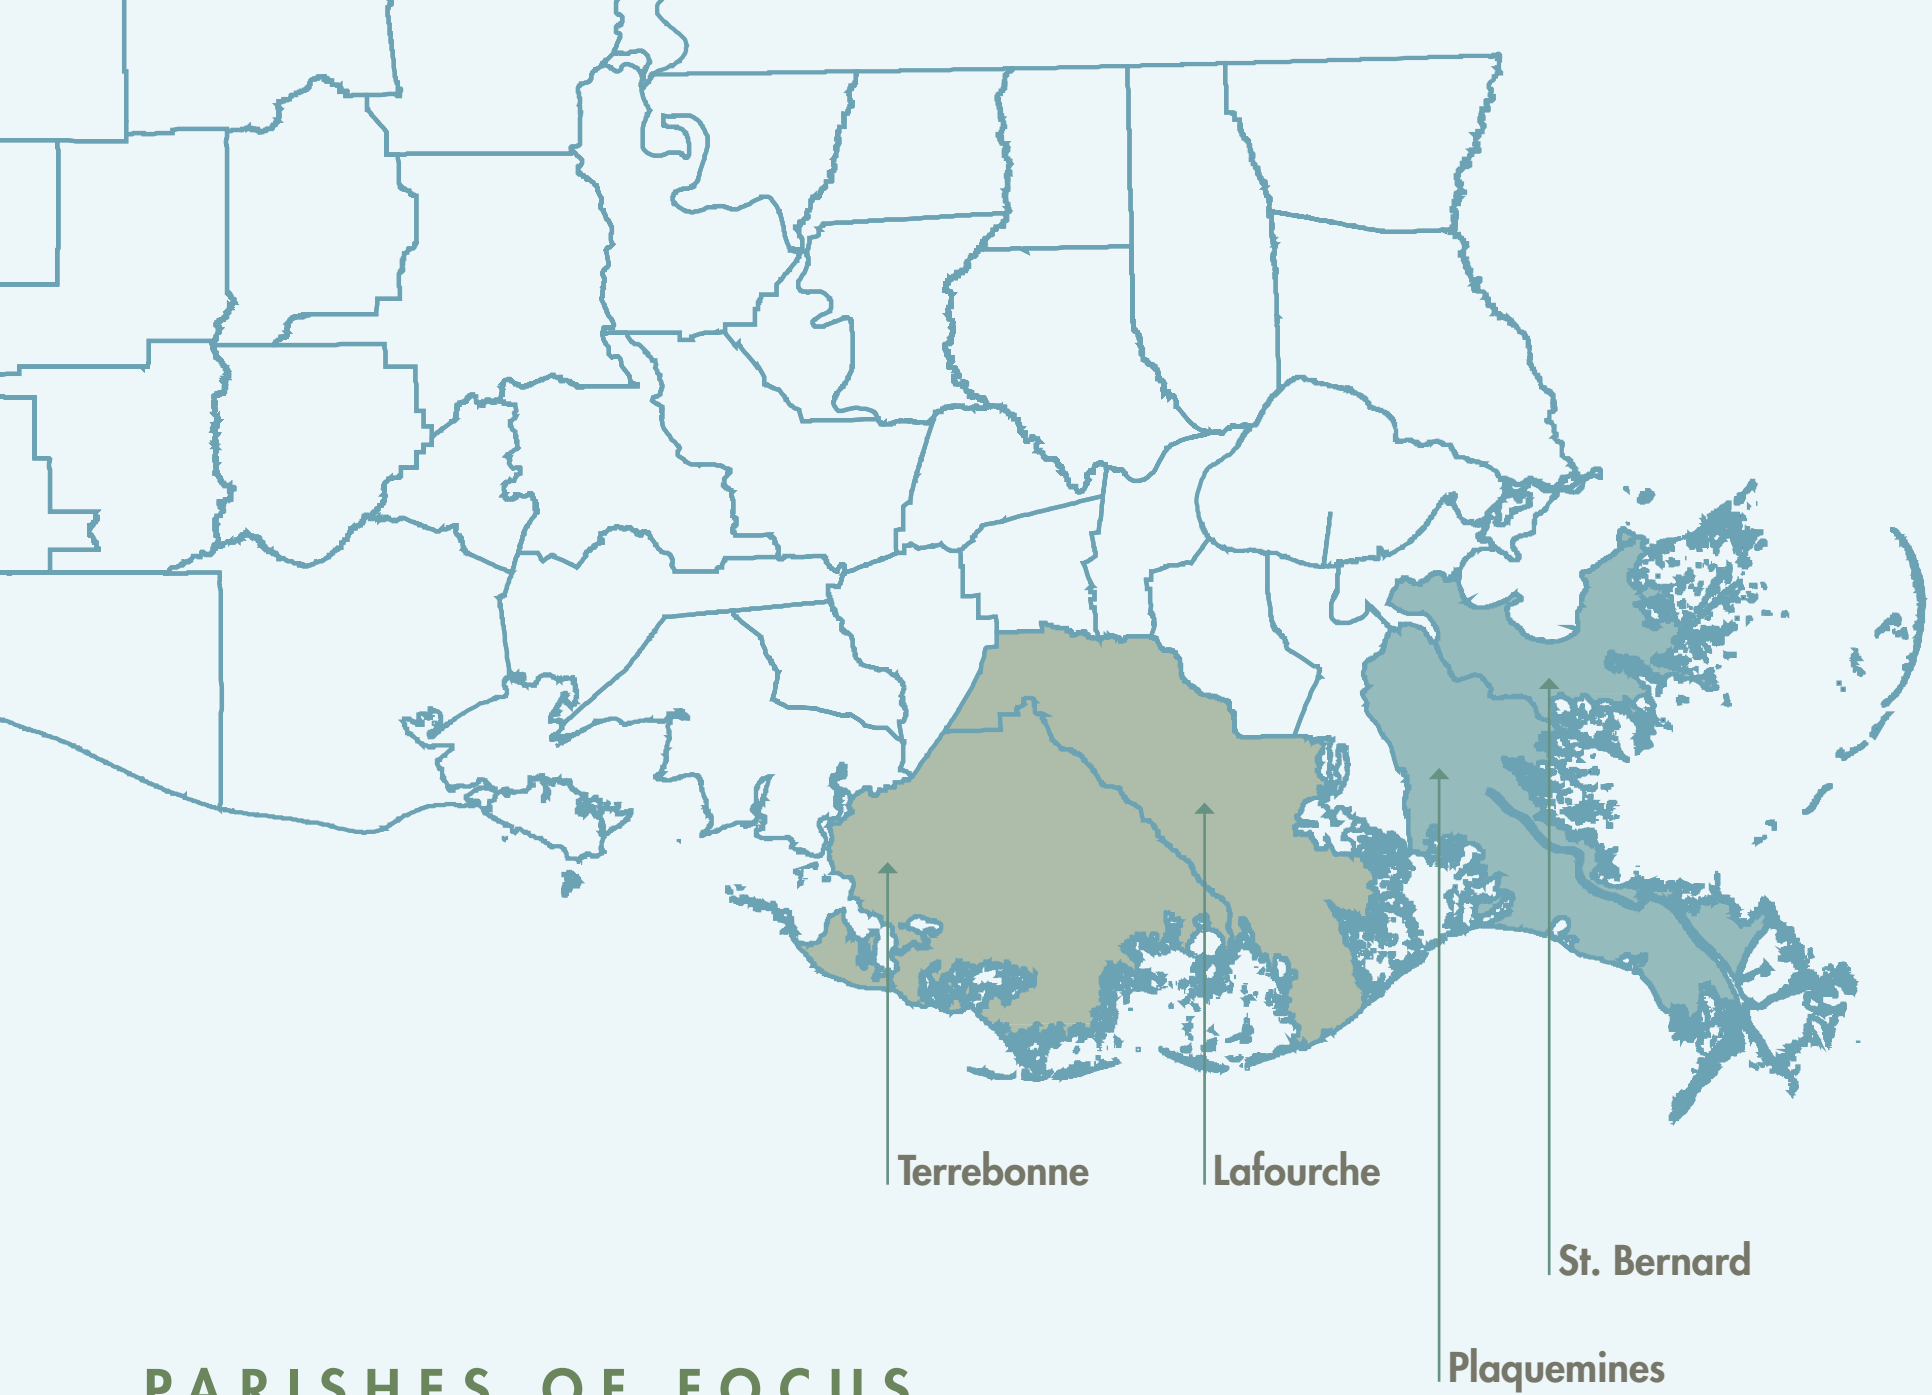 Terrebonne
Lafourche
St. Bernard
Plaquemines
PARISHES OF FOCUS